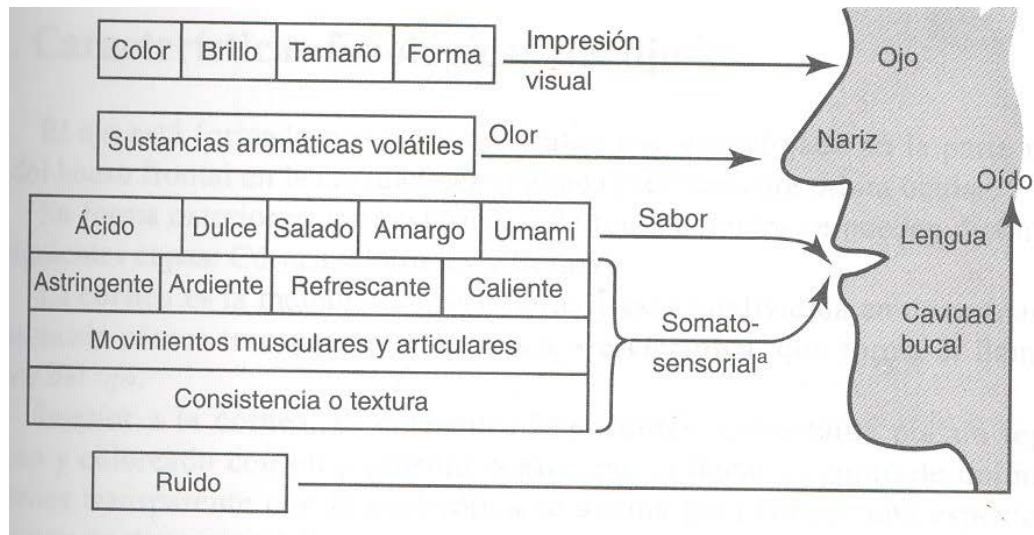 Color Brillo Tamaño Forma
Impresión
visual
Ojo
Sustancias aromáticas volátiles
Olor
Nariz
Oído
Ácido Dulce Salado Amargo Umami
Sabor
Lengua
Astringente Ardiente Refrescante Caliente
Movimientos musculares y articulares
Consistencia o textura
Somato-
sensorialª
Cavidad
bucal
Ruido